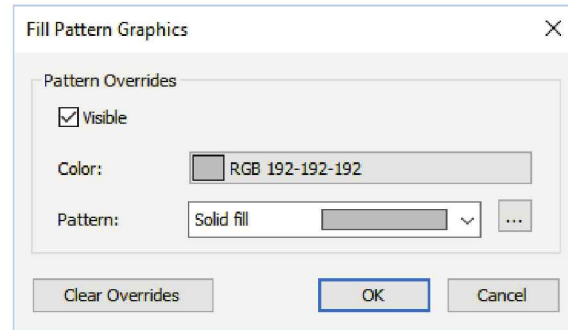 Fill Pattern Graphics
Pattern Overrides
Visible
Color: RGB 192-192-192
Pattern: Solid fill ...
Clear Overrides OK Cancel